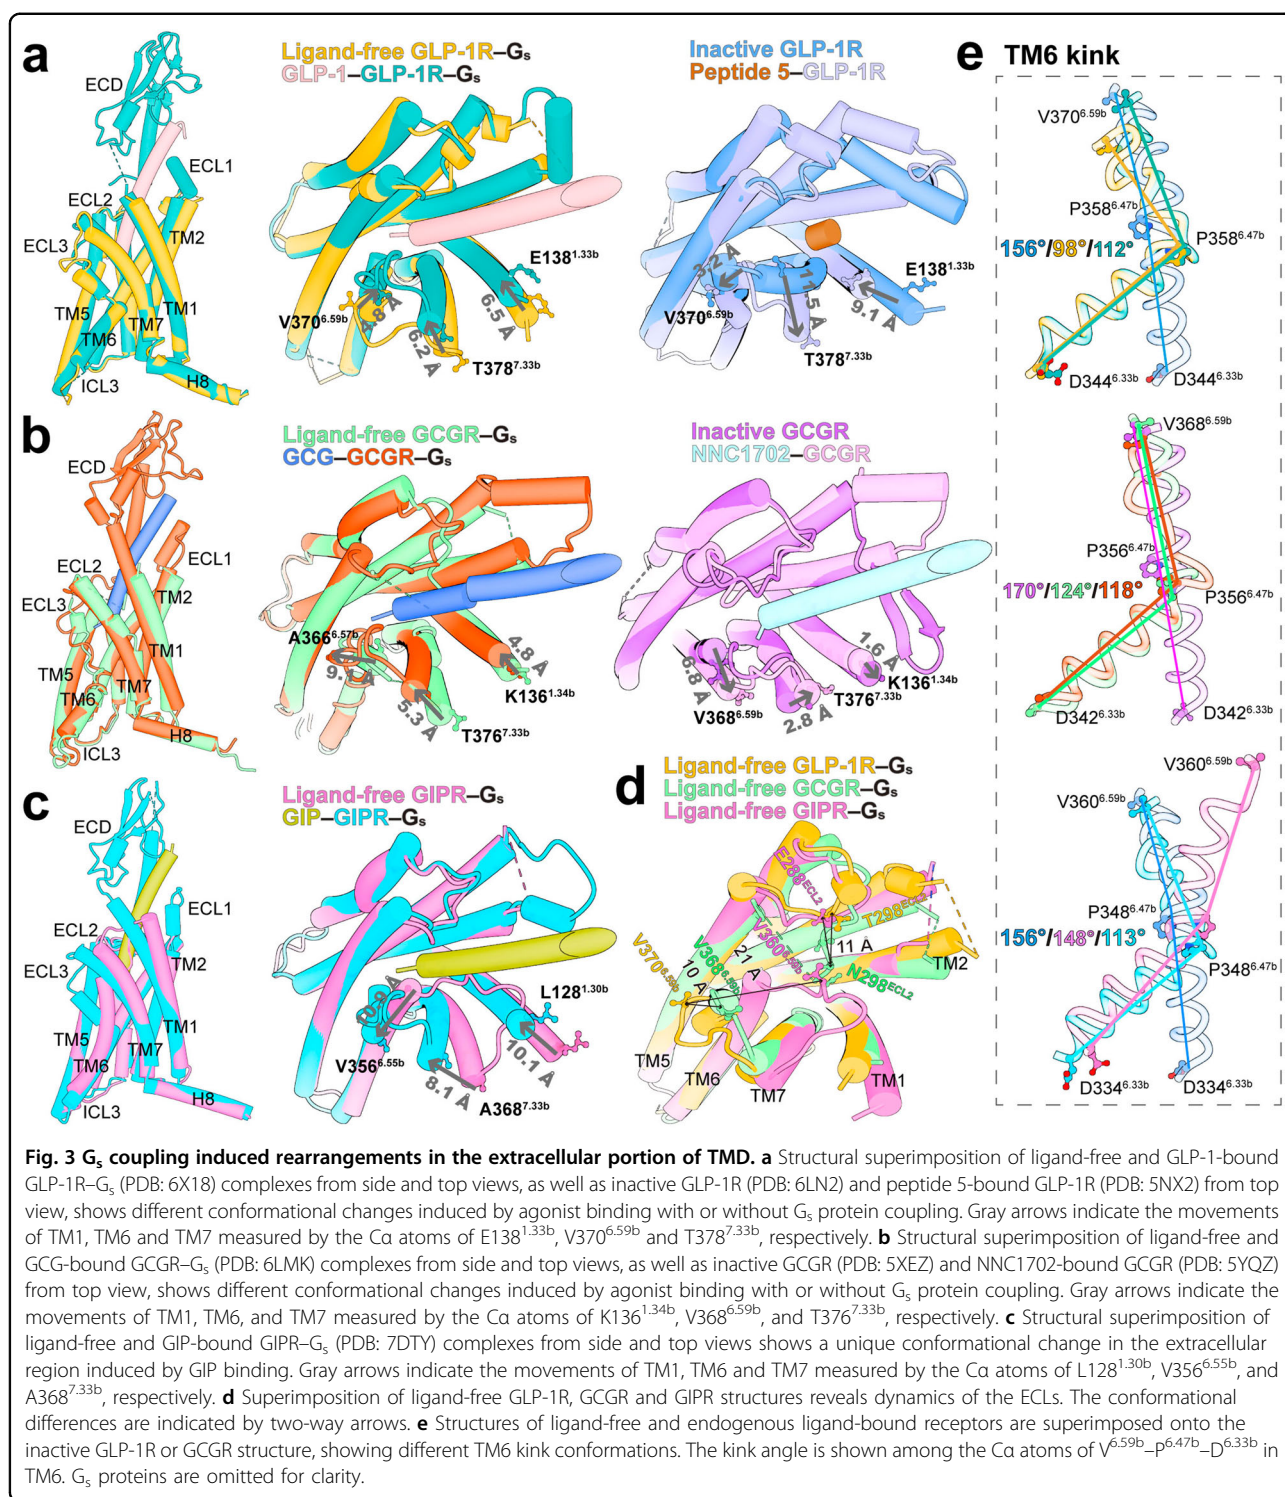 a
ECD
ECL1
ECL2
ECL3
TM2
TM5
TM1
TM7
TM6
ICL3
H8
Ligand-free GLP-1R–Gₛ
GLP-1–GLP-1R–Gₛ
E138^1.33b
6.5 Å
V370^6.59b
4.8 Å
6.2 Å
T378^7.33b
Inactive GLP-1R
Peptide 5–GLP-1R
3.2 Å
E138^1.33b
11.5 Å
9.1 Å
V370^6.59b
T378^7.33b
b
ECD
ECL1
ECL2
ECL3
TM2
TM1
TM5
TM7
TM6
ICL3
H8
Ligand-free GCGR–Gₛ
GCG–GCGR–Gₛ
A366^6.57b
4.8 Å
K136^1.34b
5.3 Å
T376^7.33b
Inactive GCGR
NNC1702–GCGR
1.6 Å
6.8 Å
K136^1.34b
T376^7.33b
V368^6.59b
2.8 Å
c
ECD
ECL1
ECL2
ECL3
TM2
TM5
TM1
TM7
TM6
ICL3
H8
Ligand-free GIPR–Gₛ
GIP–GIPR–Gₛ
L128^1.30b
10.1 Å
V356^6.55b
8.1 Å
A368^7.33b
d
Ligand-free GLP-1R–Gₛ
Ligand-free GCGR–Gₛ
Ligand-free GIPR–Gₛ
E288^ECL2
T298^ECL2
V360^6.59b
11 Å
V368^6.59b
V370^6.59b
21 Å
10 Å
N298^ECL2
TM2
TM5
TM6
TM7
TM1
e TM6 kink
V370^6.59b
P358^6.47b
P358^6.47b
156°/98°/112°
D344^6.33b
D344^6.33b
V368^6.59b
P356^6.47b
170°/124°/118°
P356^6.47b
D342^6.33b
D342^6.33b
V360^6.59b
V360^6.59b
P348^6.47b
156°/148°/113°
P348^6.47b
D334^6.33b
D334^6.33b
Fig. 3 Gₛ coupling induced rearrangements in the extracellular portion of TMD. a Structural superimposition of ligand-free and GLP-1-bound
GLP-1R–Gₛ (PDB: 6X18) complexes from side and top views, as well as inactive GLP-1R (PDB: 6LN2) and peptide 5-bound GLP-1R (PDB: 5NX2) from top
view, shows different conformational changes induced by agonist binding with or without Gₛ protein coupling. Gray arrows indicate the movements
of TM1, TM6 and TM7 measured by the Cα atoms of E138^1.33b, V370^6.59b and T378^7.33b, respectively. b Structural superimposition of ligand-free and
GCG-bound GCGR–Gₛ (PDB: 6LMK) complexes from side and top views, as well as inactive GCGR (PDB: 5XEZ) and NNC1702-bound GCGR (PDB: 5YQZ)
from top view, shows different conformational changes induced by agonist binding with or without Gₛ protein coupling. Gray arrows indicate the
movements of TM1, TM6, and TM7 measured by the Cα atoms of K136^1.34b, V368^6.59b, and T376^7.33b, respectively. c Structural superimposition of
ligand-free and GIP-bound GIPR–Gₛ (PDB: 7DTY) complexes from side and top views shows a unique conformational change in the extracellular
region induced by GIP binding. Gray arrows indicate the movements of TM1, TM6 and TM7 measured by the Cα atoms of L128^1.30b, V356^6.55b, and
A368^7.33b, respectively. d Superimposition of ligand-free GLP-1R, GCGR and GIPR structures reveals dynamics of the ECLs. The conformational
differences are indicated by two-way arrows. e Structures of ligand-free and endogenous ligand-bound receptors are superimposed onto the
inactive GLP-1R or GCGR structure, showing different TM6 kink conformations. The kink angle is shown among the Cα atoms of V^6.59b–P^6.47b–D^6.33b in
TM6. Gₛ proteins are omitted for clarity.